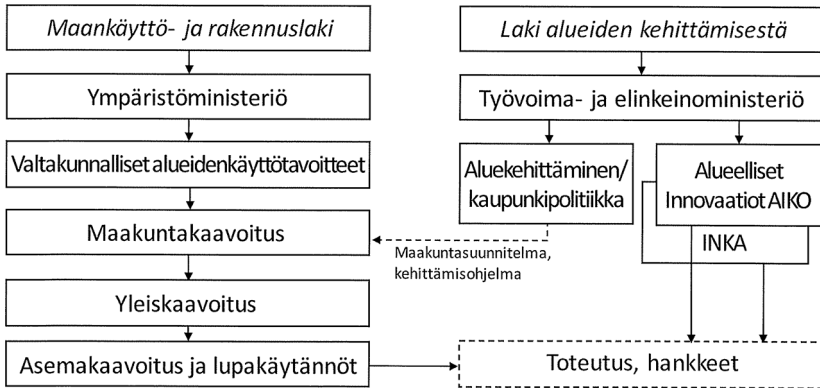 Maankäyttö- ja rakennuslaki
Ympäristöministeriö
Valtakunnalliset alueidenkäyttötavoitteet
Maakuntakaavoitus
Yleiskaavoitus
Asemakaavoitus ja lupakäytännöt
Laki alueiden kehittämisestä
Työvoima- ja elinkeinoministeriö
Aluekehittäminen/
kaupunkipolitiikka
Alueelliset
Innovaatiot AIKO
INKA
Maakuntasuunnitelma,
kehittämisohjelma
Toteutus, hankkeet